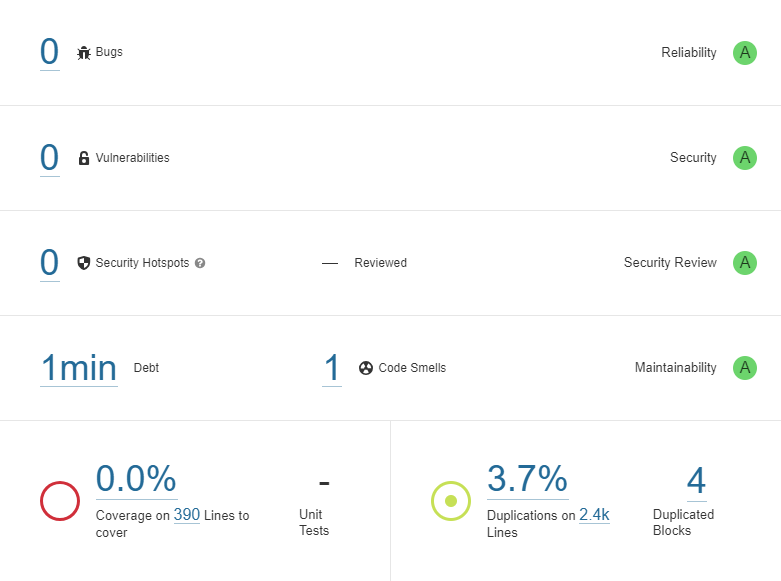 0 Bugs Reliability A
0 Vulnerabilities Security A
0 Security Hotspots ? — Reviewed Security Review A
1min Debt 1 Code Smells Maintainability A
0.0%
Coverage on 390 Lines to
cover
-
Unit
Tests
3.7%
Duplications on 2.4k
Lines
4
Duplicated
Blocks